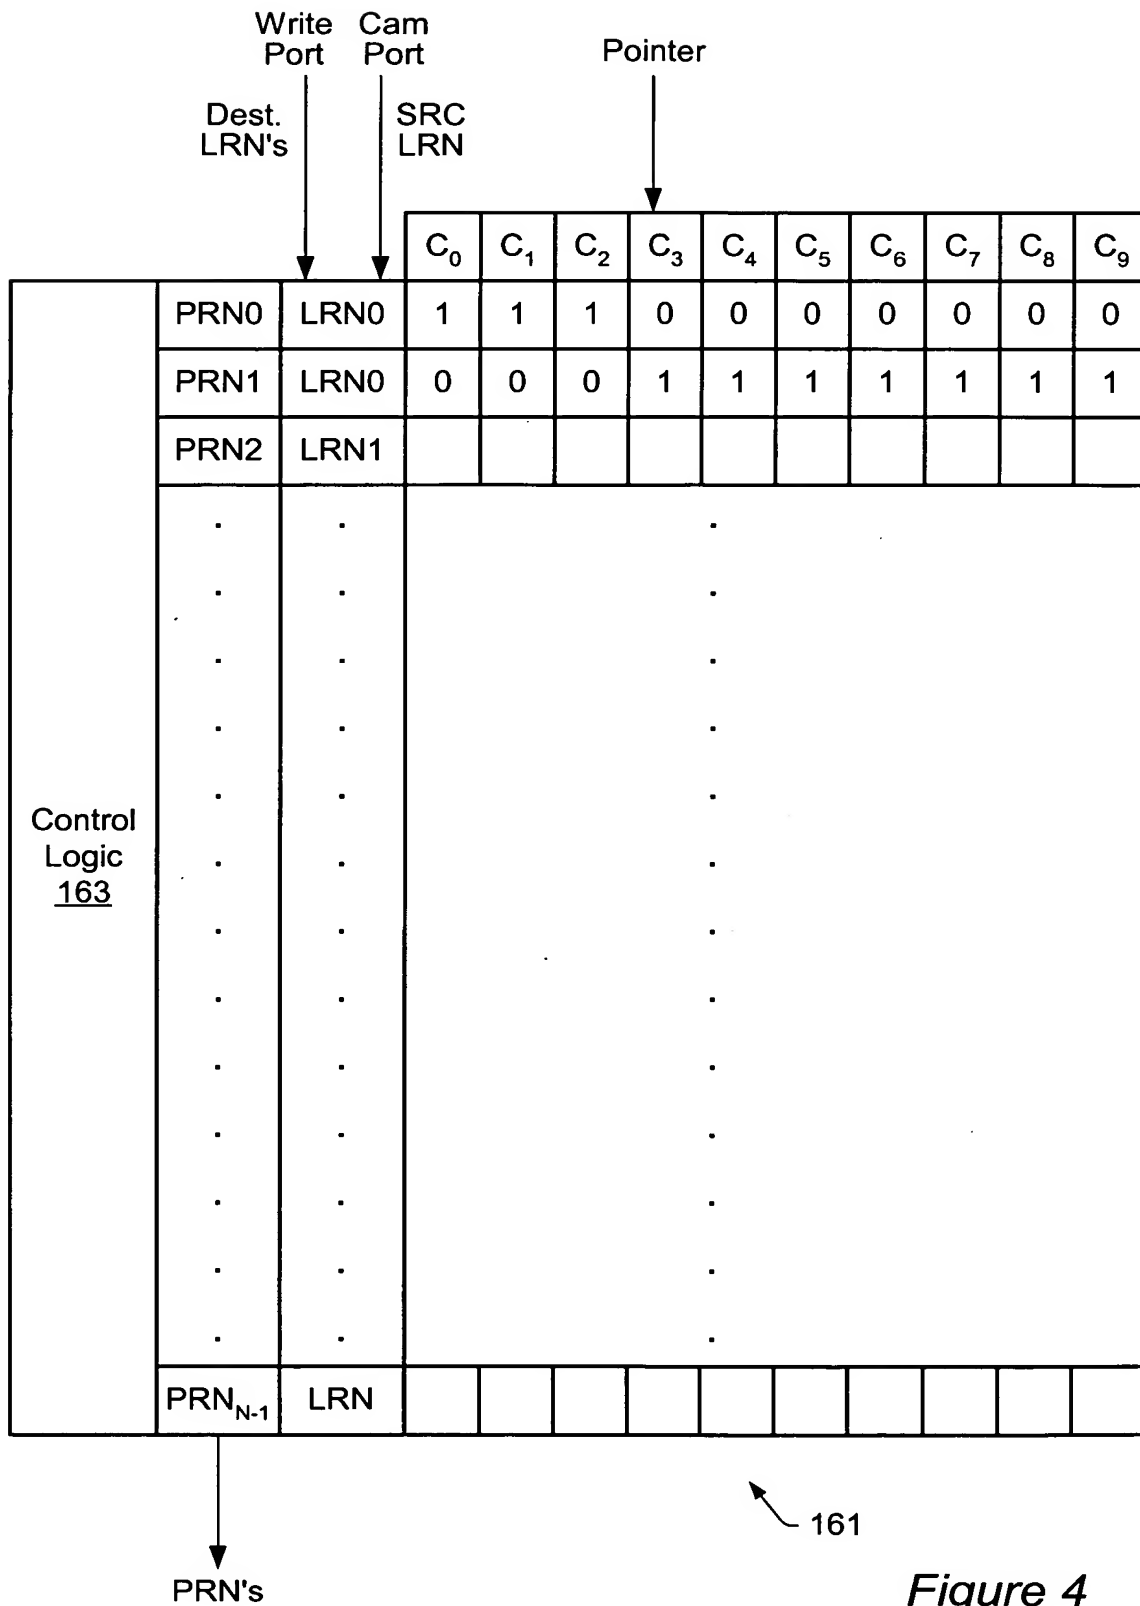 Write Port
Cam Port
Pointer
Dest. LRN's
SRC LRN
C0 C1 C2 C3 C4 C5 C6 C7 C8 C9
PRN0 LRN0 1 1 1 0 0 0 0 0 0 0
PRN1 LRN0 0 0 0 1 1 1 1 1 1 1
PRN2 LRN1
Control
Logic
163
PRNN-1 LRN
161
PRN's
Figure 4